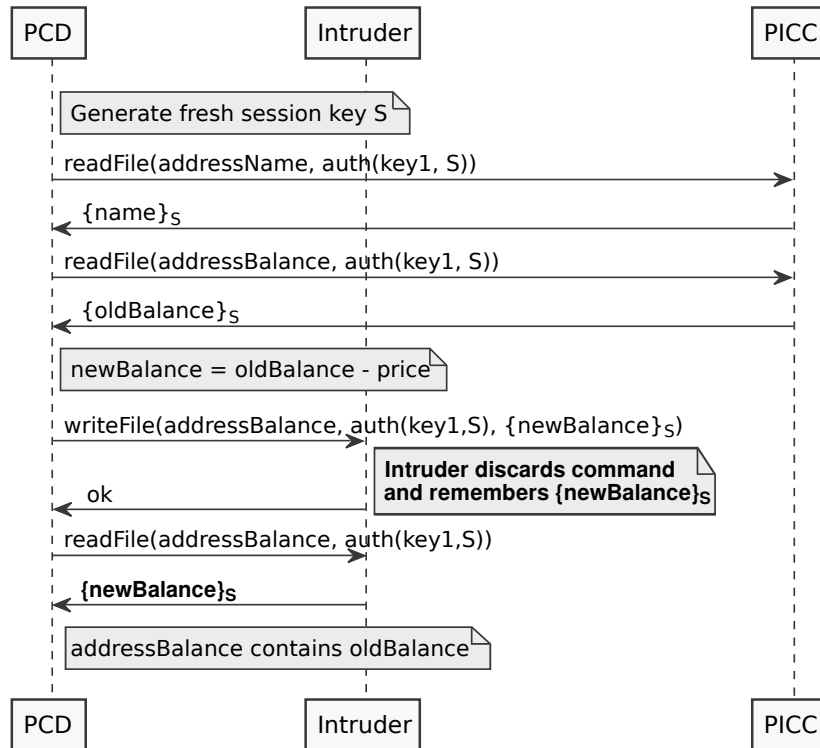 PCD Intruder PICC
Generate fresh session key S
readFile(addressName, auth(key1, S))
{name}S
readFile(addressBalance, auth(key1, S))
{oldBalance}S
newBalance = oldBalance - price
writeFile(addressBalance, auth(key1,S), {newBalance}S)
Intruder discards command
and remembers {newBalance}S
ok
readFile(addressBalance, auth(key1,S))
{newBalance}S
addressBalance contains oldBalance
PCD Intruder PICC